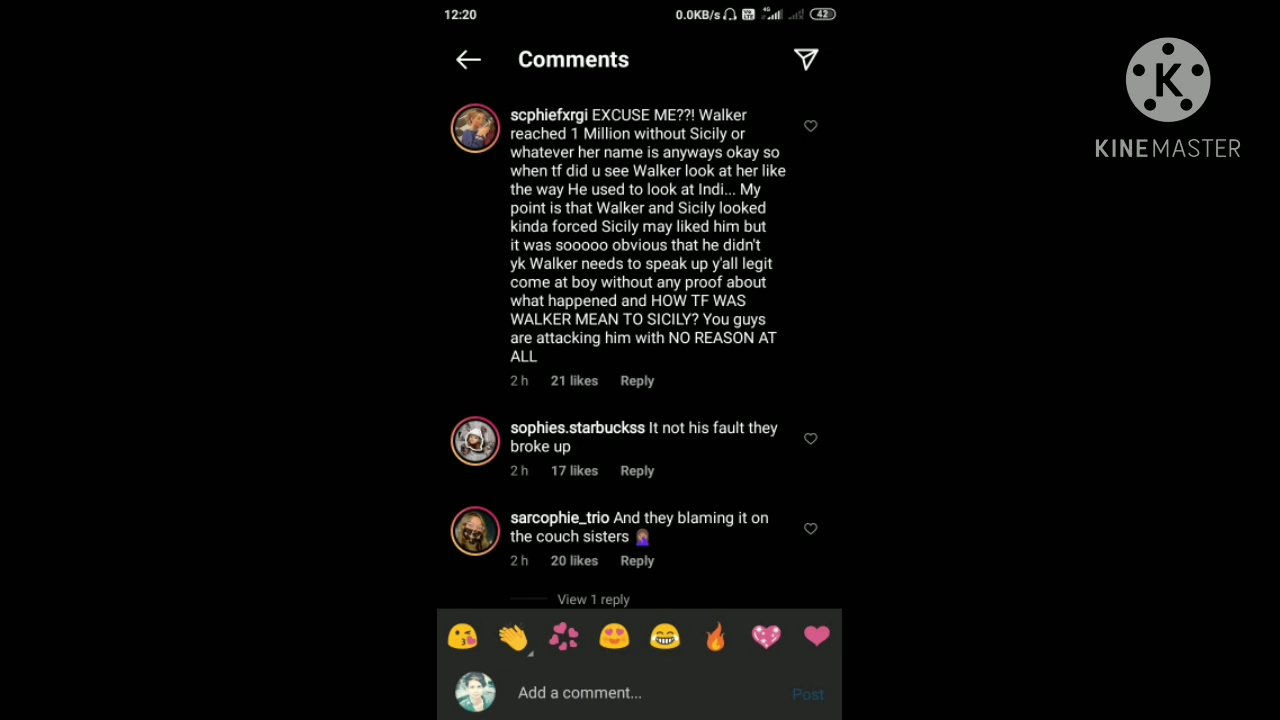 12:20
0.0KB/s
4G
42
Comments
K
KINEMASTER
scphiefxrgi EXCUSE ME??! Walker
reached 1 Million without Sicily or
whatever her name is anyways okay so
when tf did u see Walker look at her like
the way He used to look at Indi... My
point is that Walker and Sicily looked
kinda forced Sicily may liked him but
it was sooooo obvious that he didn't
yk Walker needs to speak up y'all legit
come at boy without any proof about
what happened and HOW TF WAS
WALKER MEAN TO SICILY? You guys
are attacking him with NO REASON AT
ALL
2 h 21 likes Reply
sophies.starbuckss It not his fault they
broke up
2 h 17 likes Reply
sarcophie_trio And they blaming it on
the couch sisters 🤦🏽‍♀️
2 h 20 likes Reply
View 1 reply
😘 👏 💞 😍 😂 🔥 💖 ❤️
Add a comment... Post